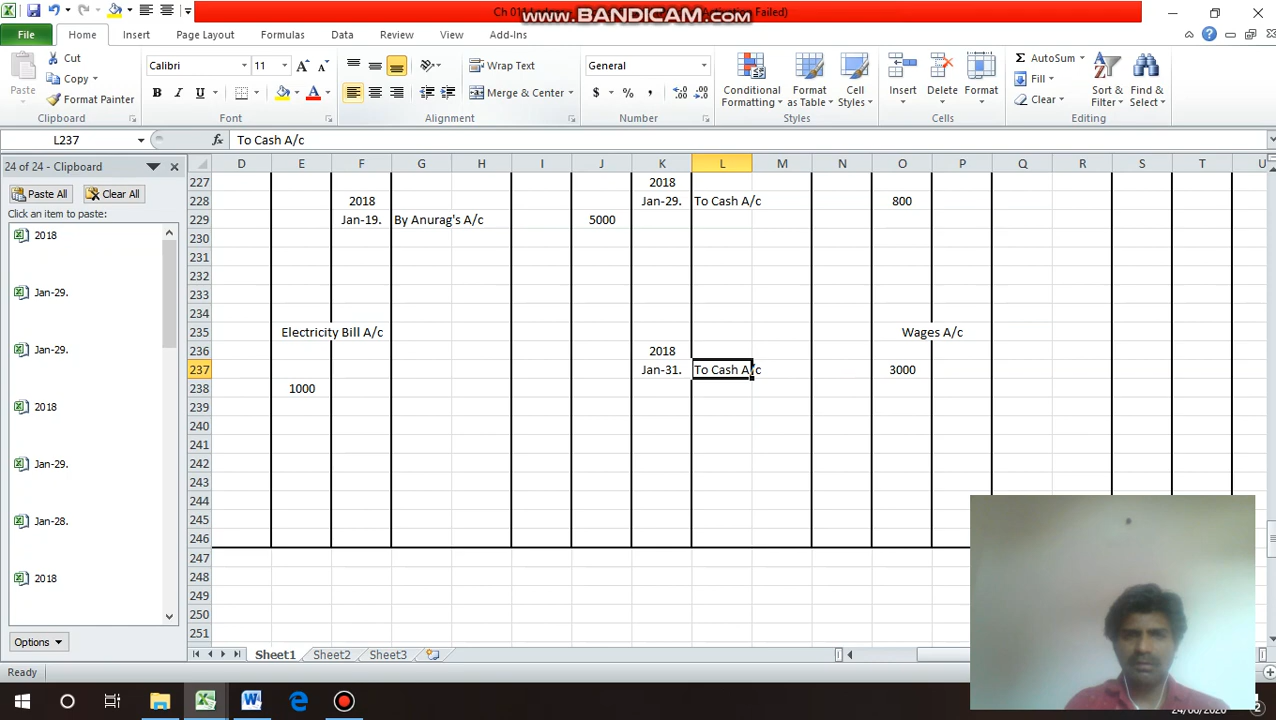 Ch 01
www.BANDICAM.com
Failed)
File Home Insert Page Layout Formulas Data Review View Add-Ins
Paste
Cut
Copy
Format Painter
Clipboard
Calibri 11
B I U
Font
Wrap Text
Merge & Center
Alignment
General
$ % ,
Number
Conditional Formatting
Format as Table
Cell Styles
Styles
Insert Delete Format
Cells
AutoSum
Fill
Clear
Sort & Filter
Find & Select
Editing
L237 fx To Cash A/c
24 of 24 - Clipboard
Paste All Clear All
Click an item to paste:
2018
Jan-29.
Jan-29.
2018
Jan-29.
Jan-28.
2018
Options
D E F G H I J K L M N O P Q R S T U
227 2018
228 2018 Jan-29. To Cash A/c 800
229 Jan-19. By Anurag's A/c 5000
230
231
232
233
234
235 Electricity Bill A/c Wages A/c
236 2018
237 Jan-31. To Cash A/c 3000
238 1000
239
240
241
242
243
244
245
246
247
248
249
250
251
Sheet1 Sheet2 Sheet3
Ready